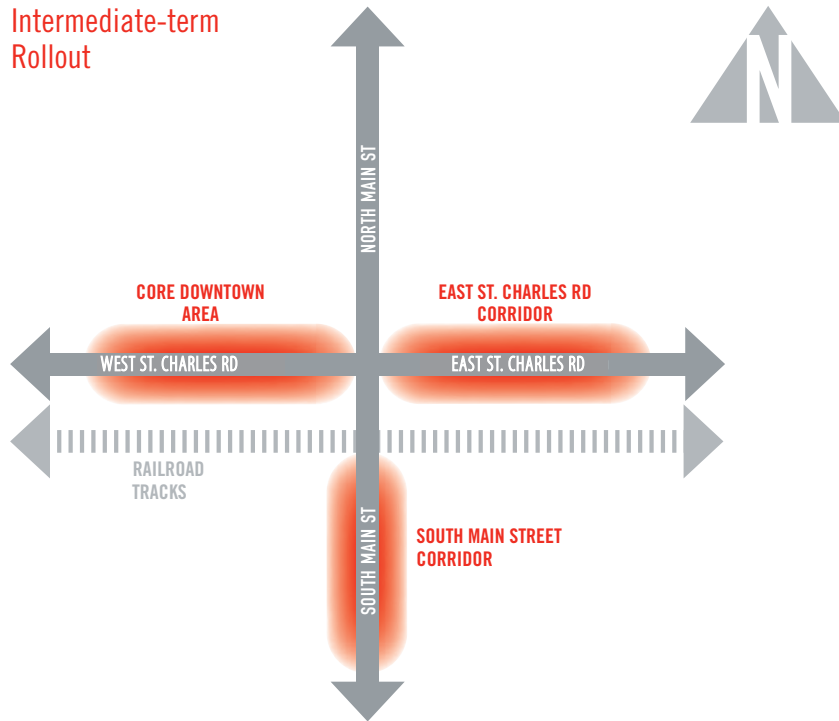 Intermediate-term
Rollout
N
NORTH MAIN ST
CORE DOWNTOWN
AREA
EAST ST. CHARLES RD
CORRIDOR
WEST ST. CHARLES RD
EAST ST. CHARLES RD
RAILROAD
TRACKS
SOUTH MAIN ST
SOUTH MAIN STREET
CORRIDOR